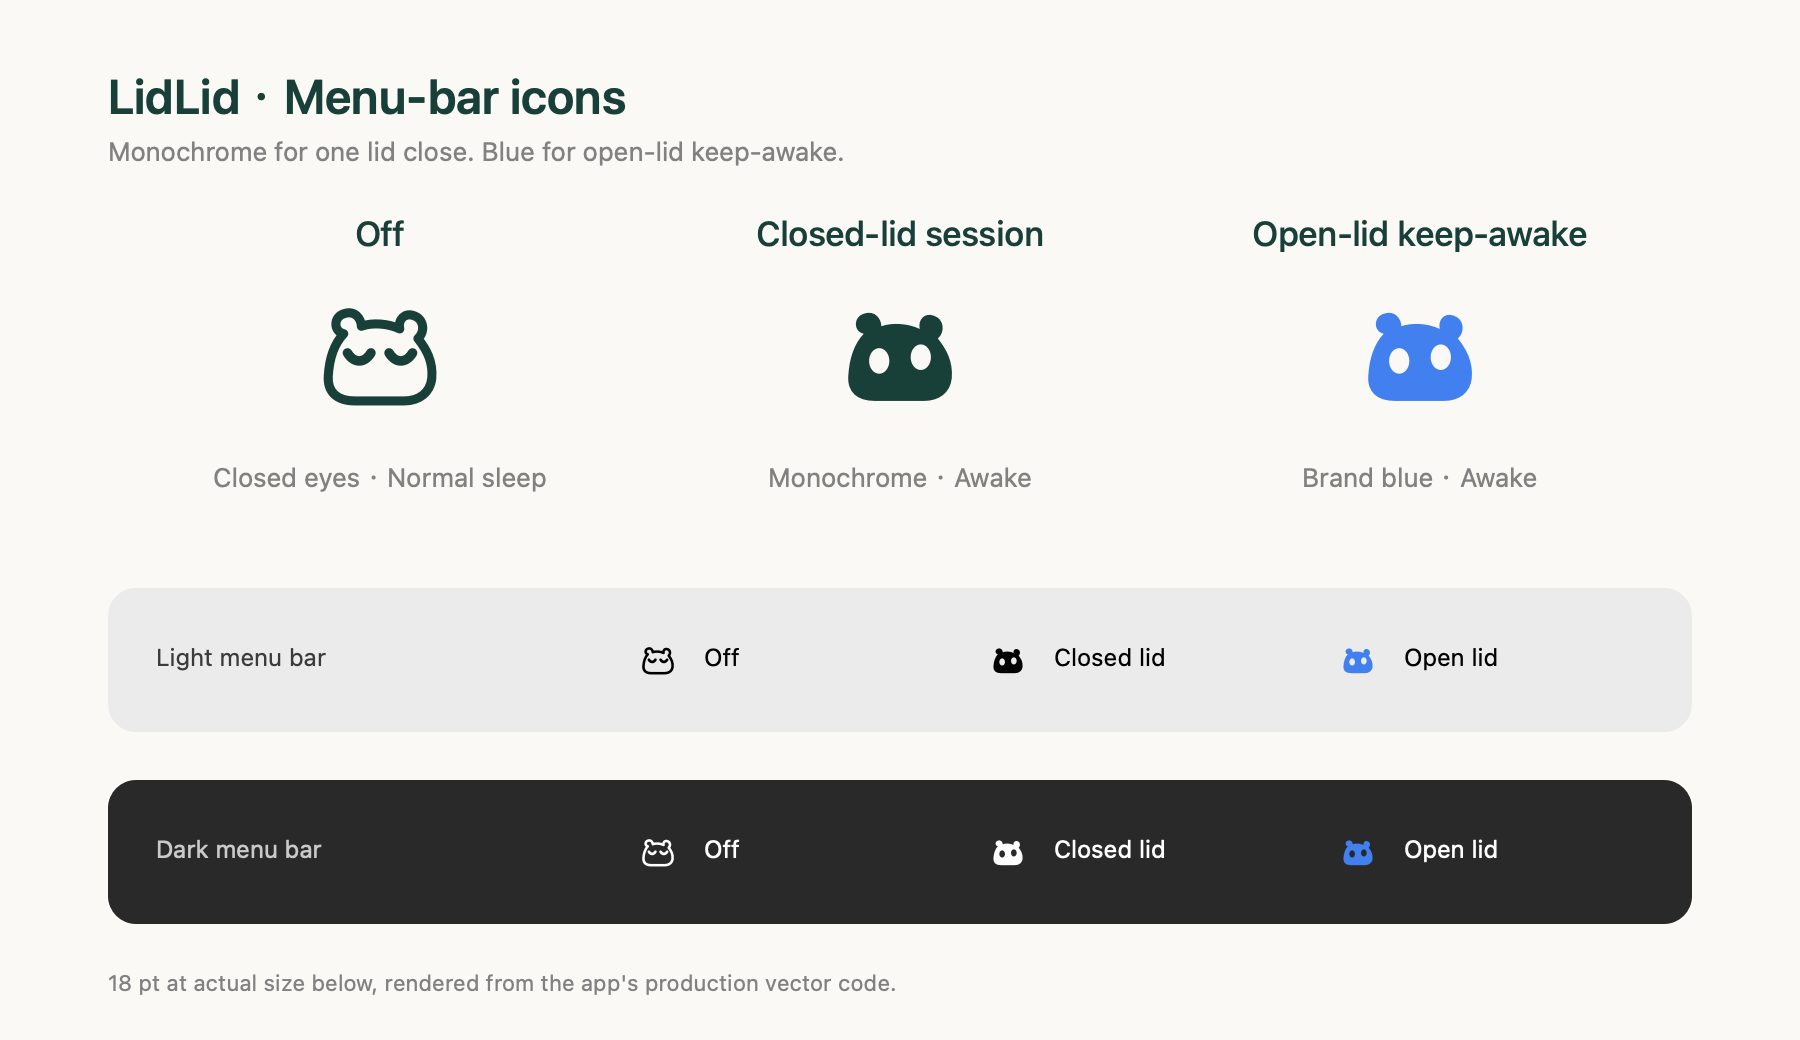 LidLid · Menu-bar icons
Monochrome for one lid close. Blue for open-lid keep-awake.
Off
Closed-lid session
Open-lid keep-awake
Closed eyes · Normal sleep
Monochrome · Awake
Brand blue · Awake
Light menu bar
Off
Closed lid
Open lid
Dark menu bar
Off
Closed lid
Open lid
18 pt at actual size below, rendered from the app's production vector code.